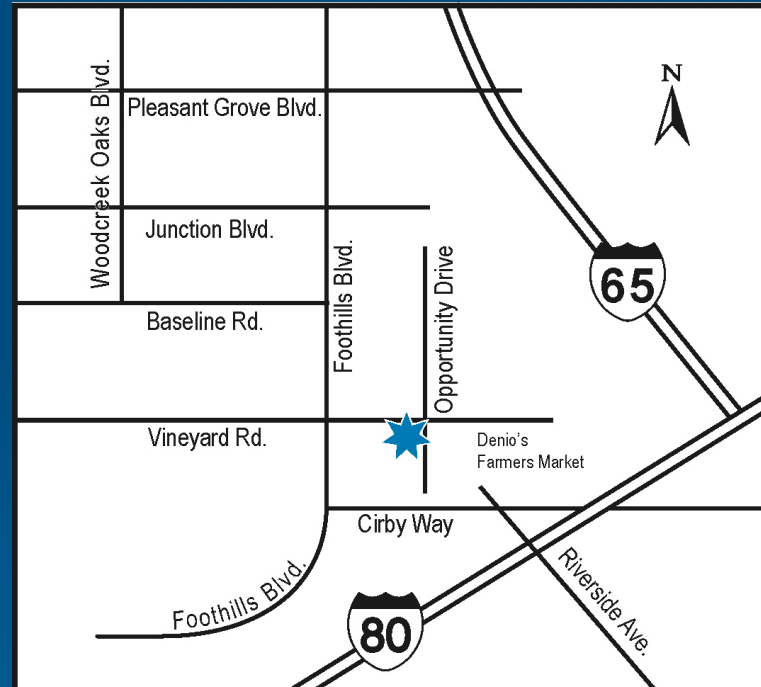 N
Woodcreek Oaks Blvd.
Pleasant Grove Blvd.
Junction Blvd.
Foothills Blvd.
Opportunity Drive
65
Baseline Rd.
Vineyard Rd.
Denio's
Farmers Market
Cirby Way
Foothills Blvd.
80
Riverside Ave.